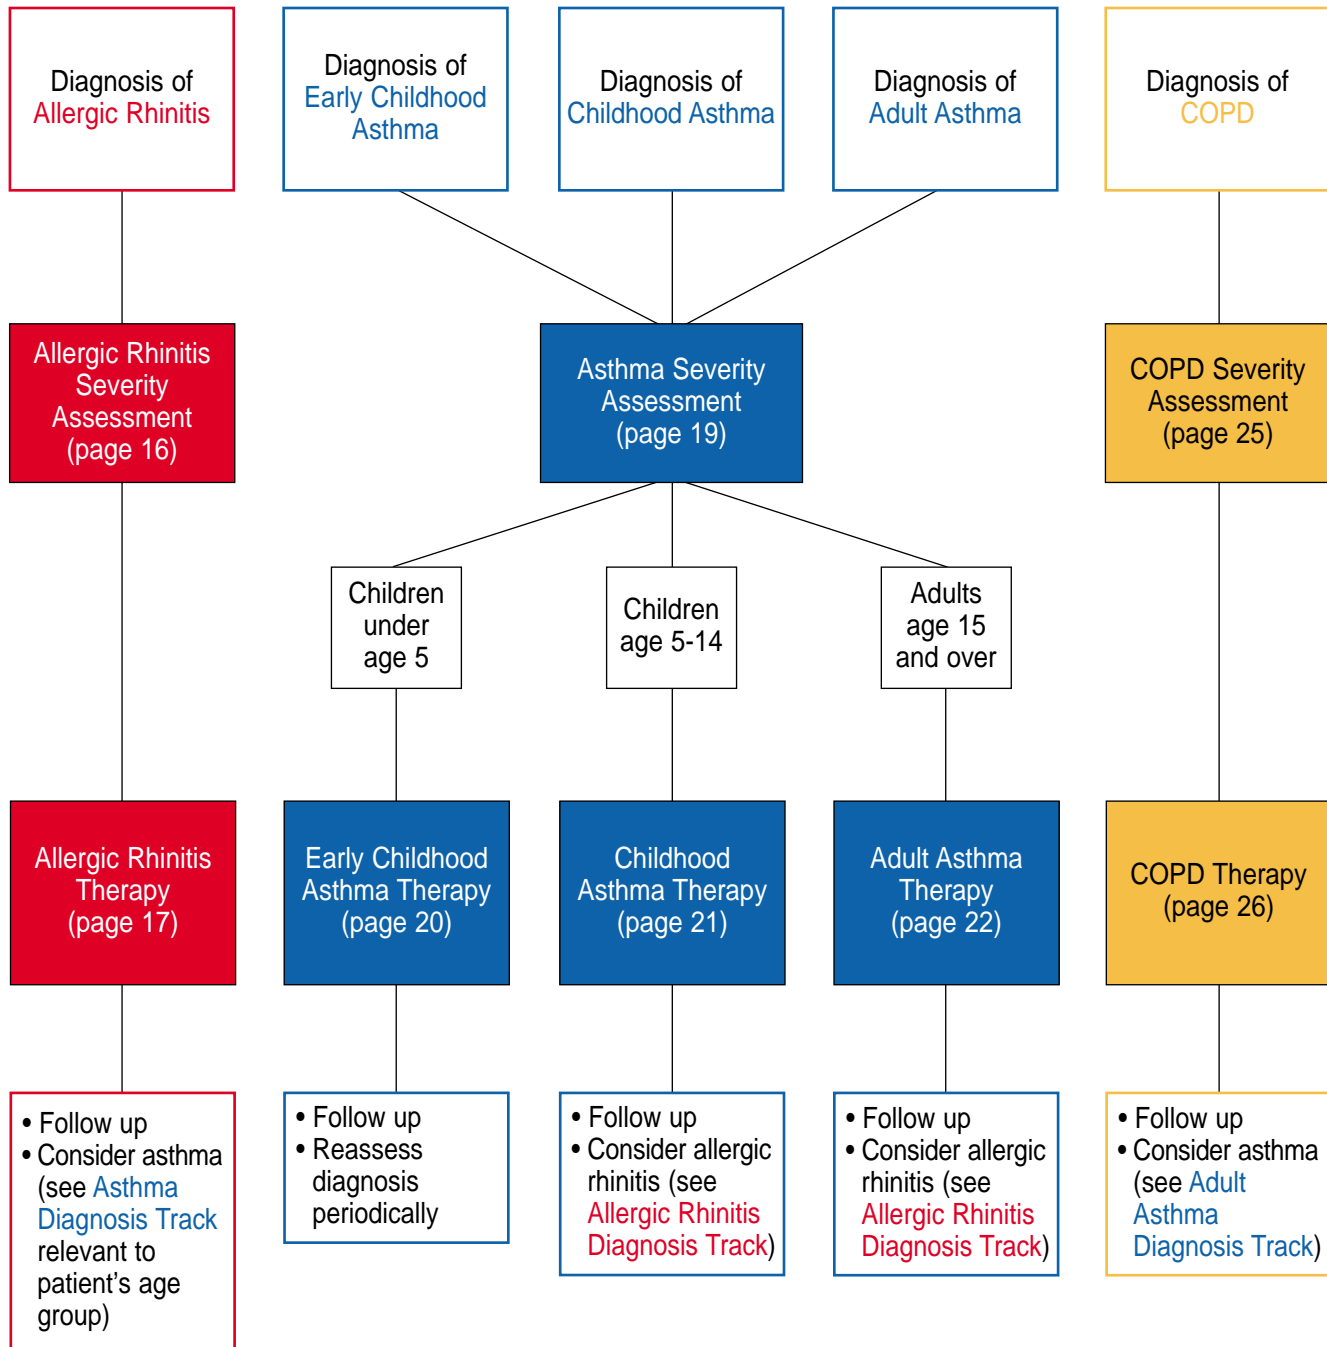 Diagnosis of
Allergic Rhinitis
Diagnosis of
Early Childhood
Asthma
Diagnosis of
Childhood Asthma
Diagnosis of
Adult Asthma
Diagnosis of
COPD
Allergic Rhinitis
Severity
Assessment
(page 16)
Asthma Severity
Assessment
(page 19)
COPD Severity
Assessment
(page 25)
Children
under
age 5
Children
age 5-14
Adults
age 15
and over
Allergic Rhinitis
Therapy
(page 17)
Early Childhood
Asthma Therapy
(page 20)
Childhood
Asthma Therapy
(page 21)
Adult Asthma
Therapy
(page 22)
COPD Therapy
(page 26)
• Follow up
• Consider asthma
(see Asthma
Diagnosis Track
relevant to
patient’s age
group)
• Follow up
• Reassess
diagnosis
periodically
• Follow up
• Consider allergic
rhinitis (see
Allergic Rhinitis
Diagnosis Track)
• Follow up
• Consider allergic
rhinitis (see
Allergic Rhinitis
Diagnosis Track)
• Follow up
• Consider asthma
(see Adult
Asthma
Diagnosis Track)